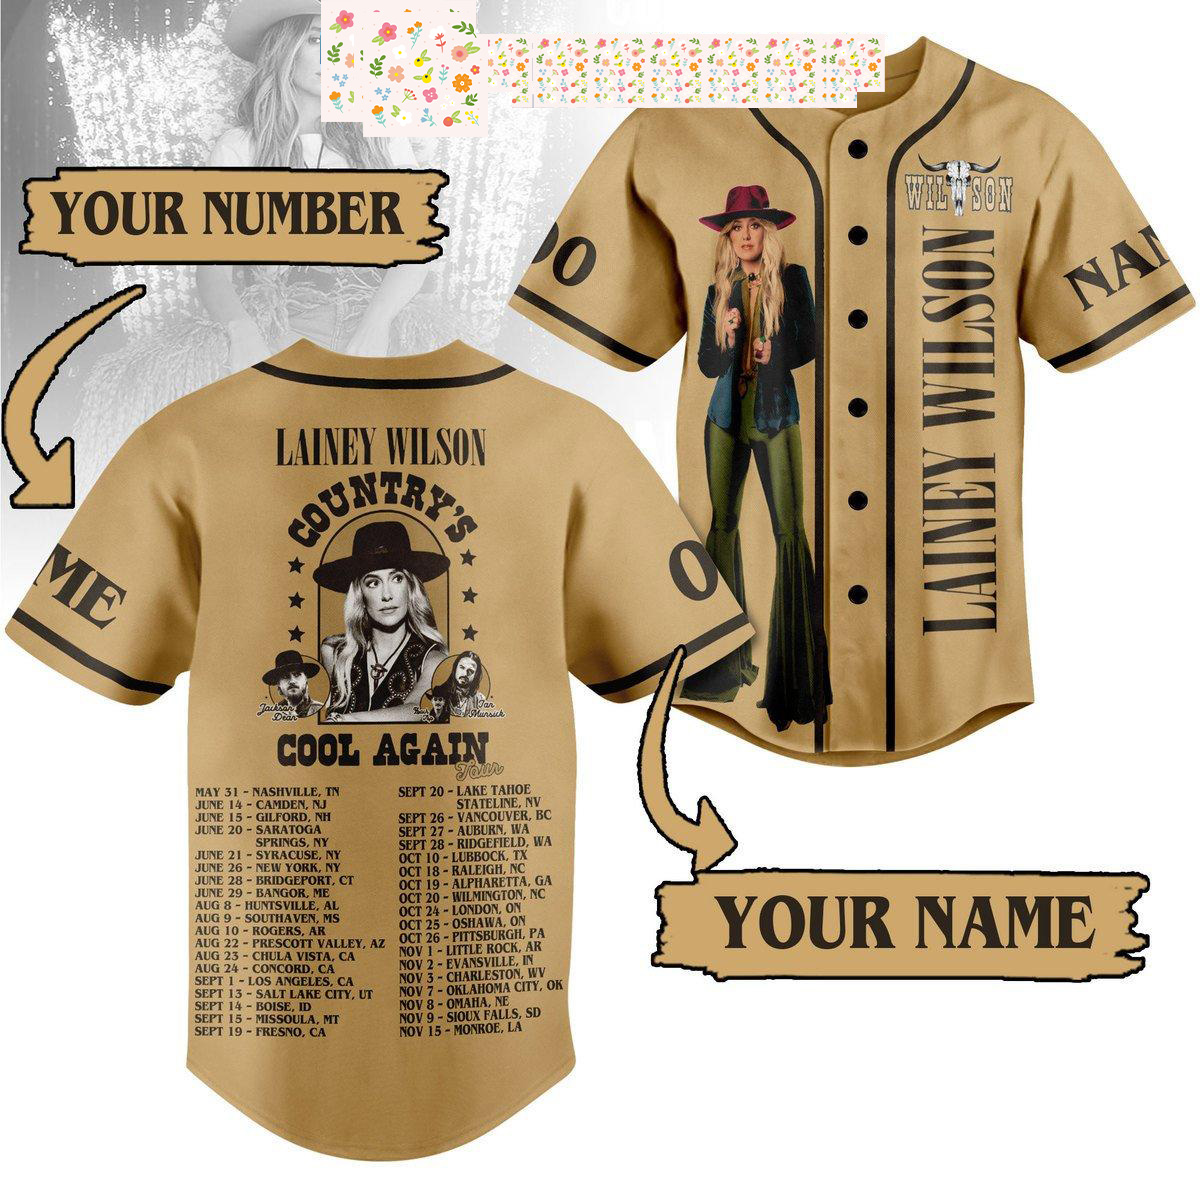 YOUR NUMBER
WILSON
LAINEY WILSON
00
NAM
ME
0
LAINEY WILSON
COUNTRY'S
Jackson Dean
Ian Munsick
COOL AGAIN
Tour
MAY 31 - NASHVILLE, TN
JUNE 14 - CAMDEN, NJ
JUNE 15 - GILFORD, NH
JUNE 20 - SARATOGA
SPRINGS, NY
JUNE 21 - SYRACUSE, NY
JUNE 26 - NEW YORK, NY
JUNE 28 - BRIDGEPORT, CT
JUNE 29 - BANGOR, ME
AUG 8 - HUNTSVILLE, AL
AUG 9 - SOUTHAVEN, MS
AUG 10 - ROGERS, AR
AUG 22 - PRESCOTT VALLEY, AZ
AUG 23 - CHULA VISTA, CA
AUG 24 - CONCORD, CA
SEPT 1 - LOS ANGELES, CA
SEPT 13 - SALT LAKE CITY, UT
SEPT 14 - BOISE, ID
SEPT 15 - MISSOULA, MT
SEPT 19 - FRESNO, CA
SEPT 20 - LAKE TAHOE
STATELINE, NV
SEPT 26 - VANCOUVER, BC
SEPT 27 - AUBURN, WA
SEPT 28 - RIDGEFIELD, WA
OCT 10 - LUBBOCK, TX
OCT 18 - RALEIGH, NC
OCT 19 - ALPHARETTA, GA
OCT 20 - WILMINGTON, NC
OCT 24 - LONDON, ON
OCT 25 - OSHAWA, ON
OCT 26 - PITTSBURGH, PA
NOV 1 - LITTLE ROCK, AR
NOV 2 - EVANSVILLE, IN
NOV 3 - CHARLESTON, WV
NOV 7 - OKLAHOMA CITY, OK
NOV 8 - OMAHA, NE
NOV 9 - SIOUX FALLS, SD
NOV 15 - MONROE, LA
YOUR NAME